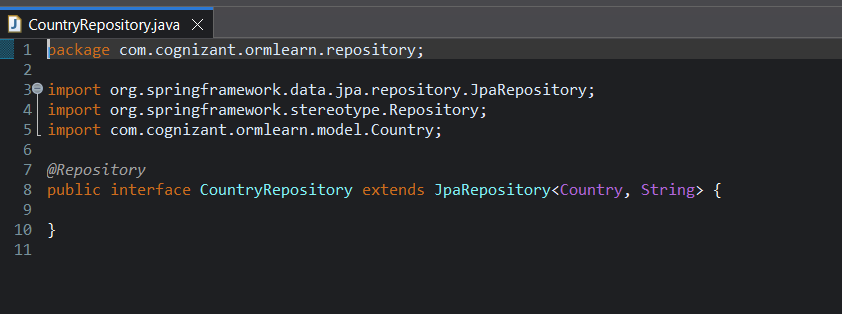 CountryRepository.java
1 package com.cognizant.ormlearn.repository;
2
3 import org.springframework.data.jpa.repository.JpaRepository;
4 import org.springframework.stereotype.Repository;
5 import com.cognizant.ormlearn.model.Country;
6
7 @Repository
8 public interface CountryRepository extends JpaRepository<Country, String> {
9
10 }
11